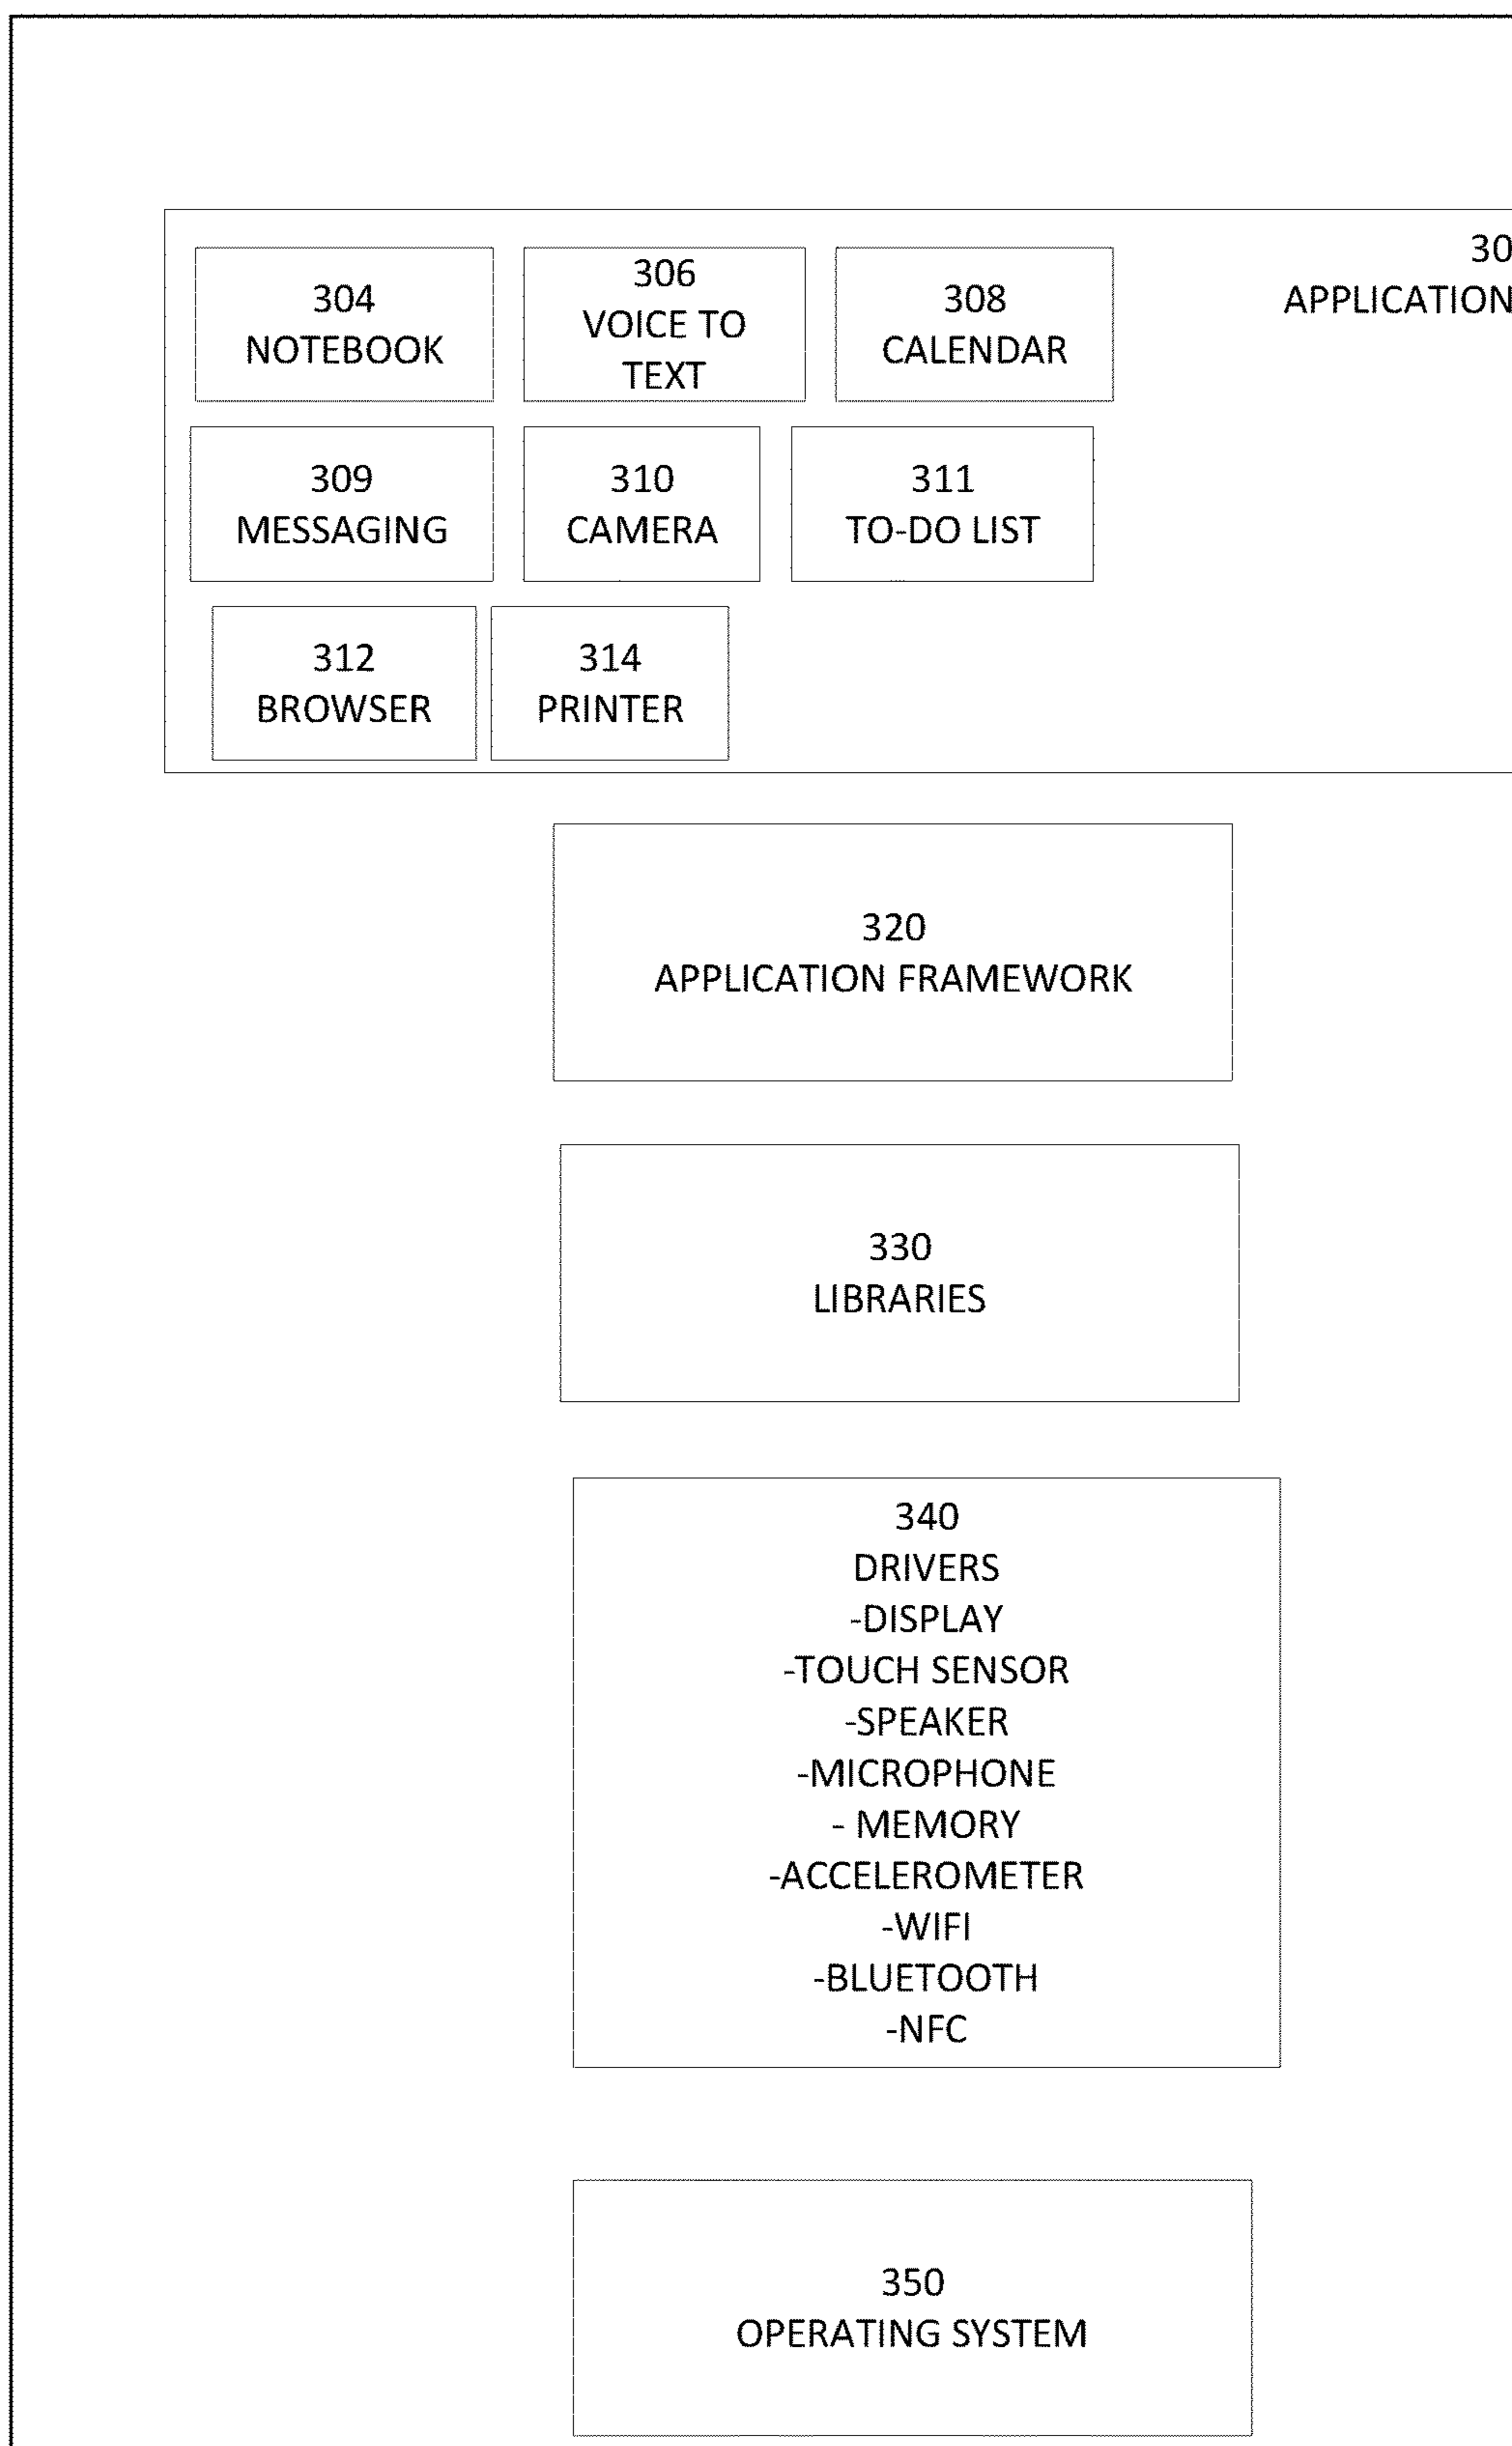 304
NOTEBOOK
306
VOICE TO
TEXT
308
CALENDAR
30
APPLICATION
309
MESSAGING
310
CAMERA
311
TO-DO LIST
312
BROWSER
314
PRINTER
320
APPLICATION FRAMEWORK
330
LIBRARIES
340
DRIVERS
-DISPLAY
-TOUCH SENSOR
-SPEAKER
-MICROPHONE
- MEMORY
-ACCELEROMETER
-WIFI
-BLUETOOTH
-NFC
350
OPERATING SYSTEM